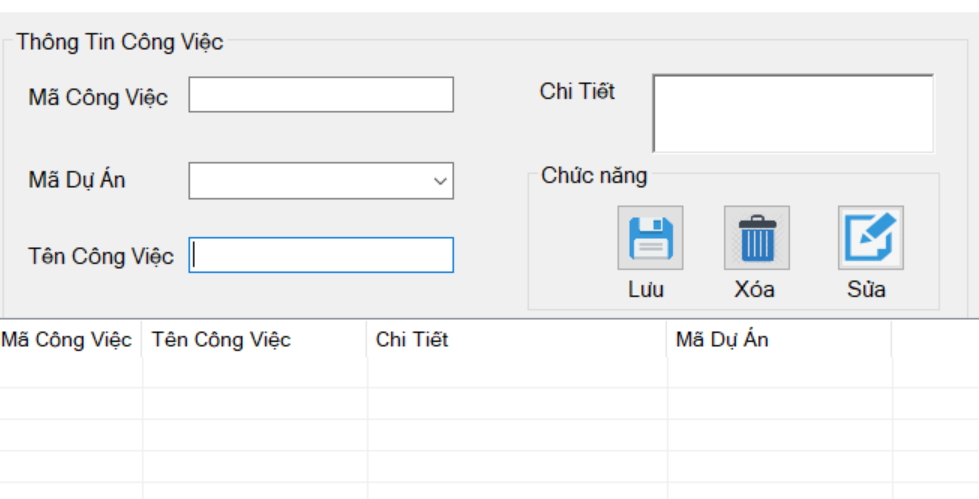 Thông Tin Công Việc
Mã Công Việc
Chi Tiết
Mã Dự Án
Chức năng
Tên Công Việc
Lưu Xóa Sửa
Mã Công Việc Tên Công Việc Chi Tiết Mã Dự Án